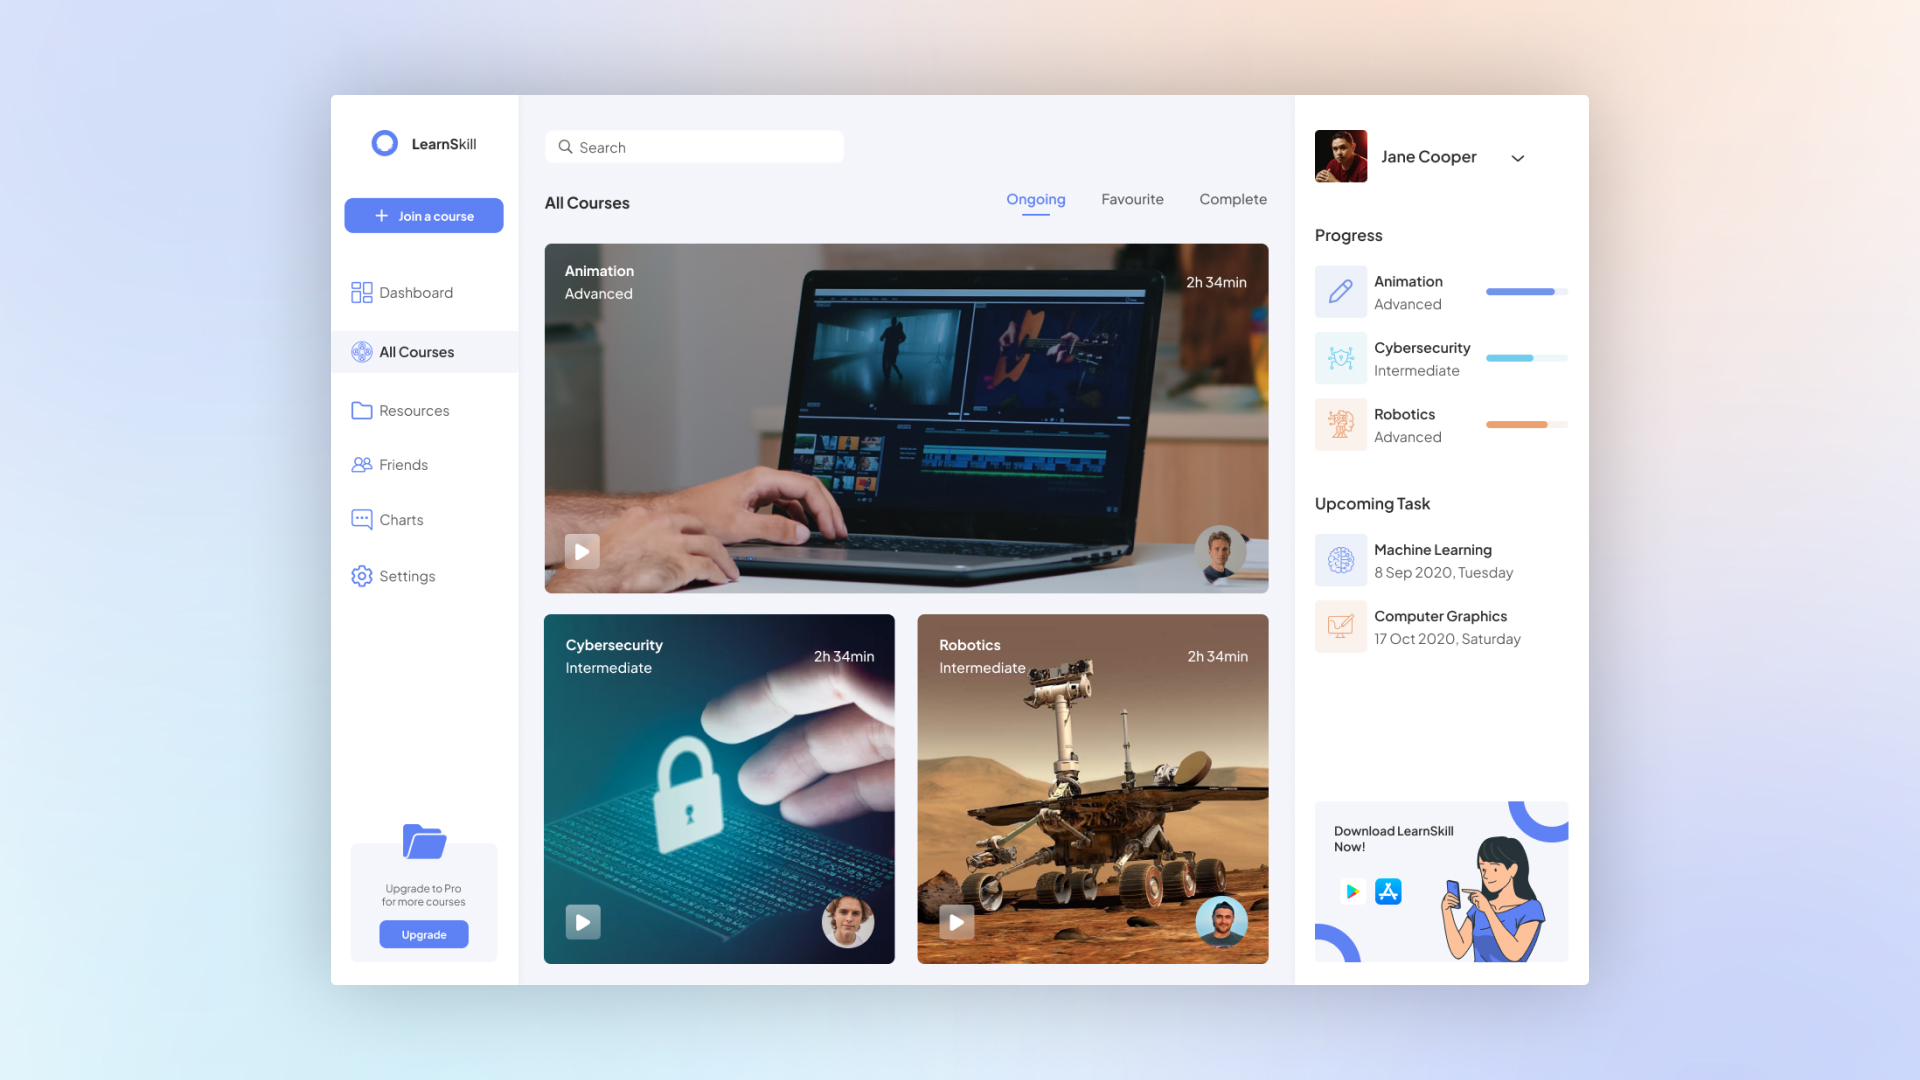 LearnSkill
Join a course
Dashboard
All Courses
Resources
Friends
Charts
Settings
Upgrade to Pro
for more courses
Upgrade
Search
All Courses
Ongoing
Favourite
Complete
Animation
Advanced
2h 34min
Cybersecurity
Intermediate
2h 34min
Robotics
Intermediate
2h 34min
Jane Cooper
Progress
Animation
Advanced
Cybersecurity
Intermediate
Robotics
Advanced
Upcoming Task
Machine Learning
8 Sep 2020, Tuesday
Computer Graphics
17 Oct 2020, Saturday
Download LearnSkill
Now!